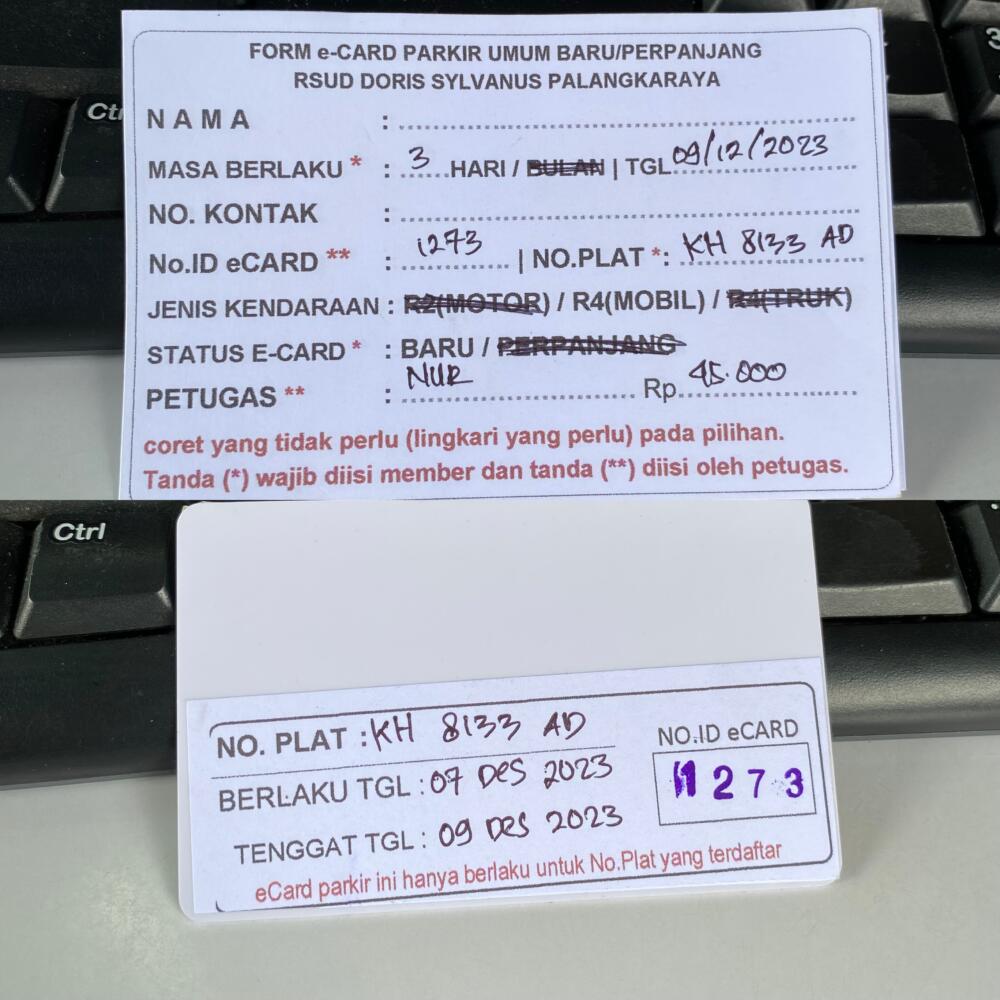 Ctrl
FORM e-CARD PARKIR UMUM BARU/PERPANJANG
RSUD DORIS SYLVANUS PALANGKARAYA
N A M A :
MASA BERLAKU * : 3 HARI / BULAN | TGL 09/12/2023
NO. KONTAK :
No.ID eCARD ** : 1273 | NO.PLAT *: KH 8133 AD
JENIS KENDARAAN : R2(MOTOR) / R4(MOBIL) / R4(TRUK)
STATUS E-CARD * : BARU / PERPANJANG
PETUGAS ** : NUR Rp. 45.000
coret yang tidak perlu (lingkari yang perlu) pada pilihan.
Tanda (*) wajib diisi member dan tanda (**) diisi oleh petugas.
Ctrl
NO. PLAT : KH 8133 AD
BERLAKU TGL : 07 DES 2023
TENGGAT TGL : 09 DES 2023
NO.ID eCARD
1273
eCard parkir ini hanya berlaku untuk No.Plat yang terdaftar